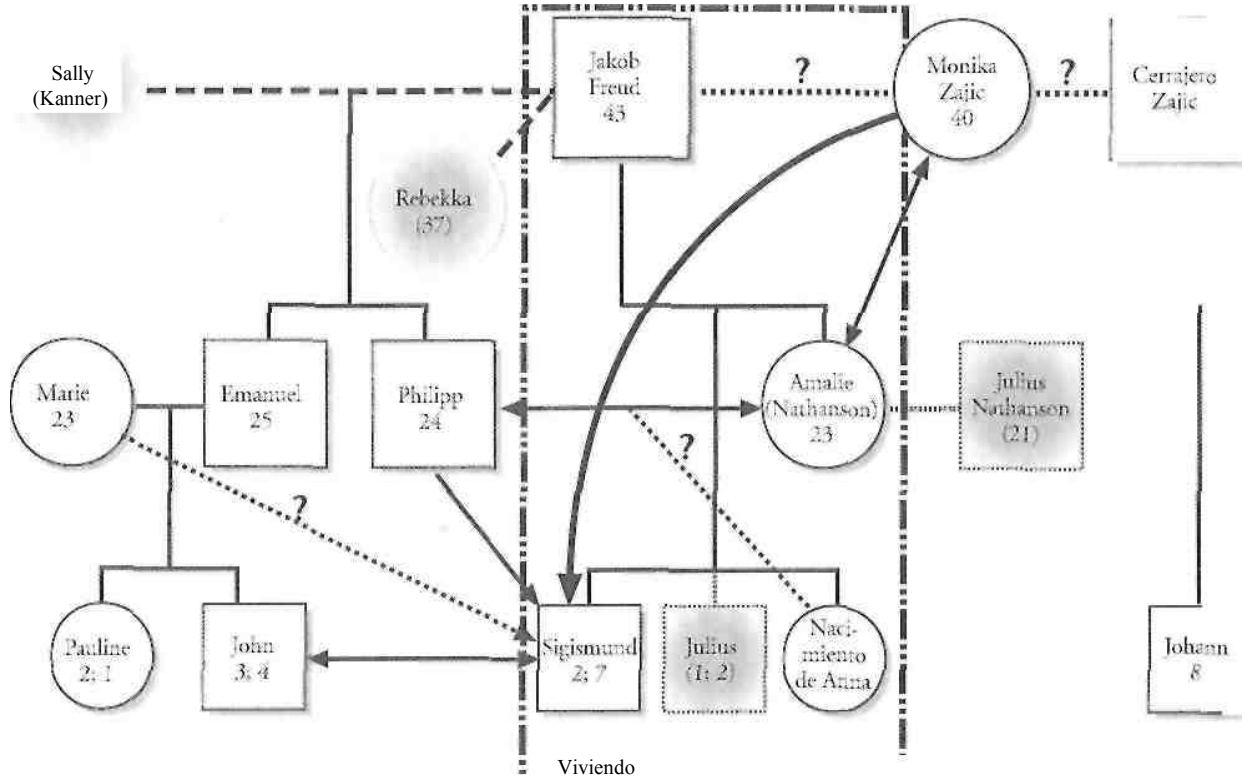 Sally
(Kanner)
Jakob
Freud
43
?
Monika
Zajic
40
?
Cerrajero
Zajic
Rebekka
(37)
Marie
23
Emanuel
25
Philipp
24
Amalie
(Nathanson)
23
Julius
Nathanson
(21)
?
?
Pauline
2; 1
John
3; 4
Sigismund
2; 7
Julius
(1; 2)
Naci-
miento
de Anna
Johann
8
Viviendo